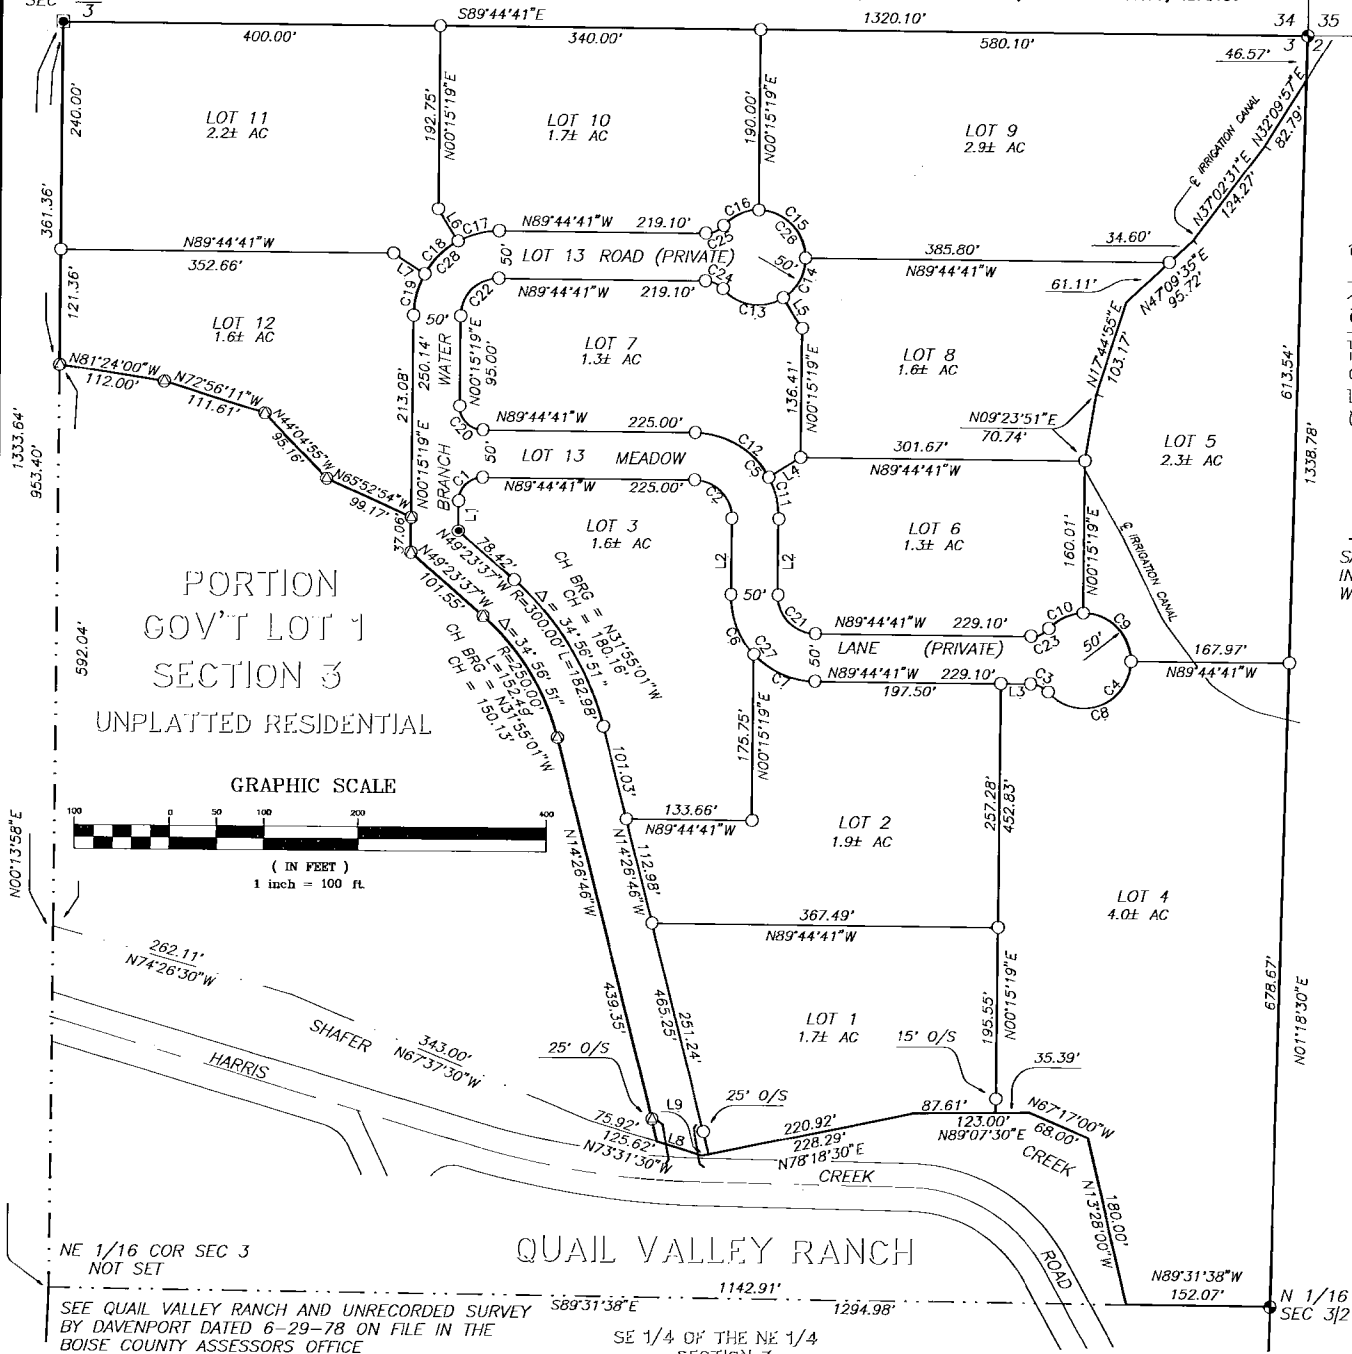 3
S89°44'41"E
1320.10'
34 35
3 2
400.00'
340.00'
580.10'
46.57'
240.00'
LOT 11
2.2± AC
192.75'
N00°15'19"E
LOT 10
1.7± AC
190.00'
N00°15'19"E
LOT 9
2.9± AC
℄ IRRIGATION CANAL
N32°09'57"E
82.79'
N37°02'31"E
124.27'
361.36'
N89°44'41"W
352.66'
L6
L7
C17
C18
C28
C19
N89°44'41"W 219.10'
LOT 13 ROAD (PRIVATE)
50'
C16
C25
C15
C26
C14
50'
C24
C13
L5
34.60'
385.80'
N89°44'41"W
61.11'
N47°09'35"E
95.72'
121.36'
LOT 12
1.6± AC
50'
C22
N89°44'41"W 219.10'
LOT 7
1.3± AC
LOT 8
1.6± AC
N17°44'55"E
103.17'
613.54'
N81°24'00"W
112.00'
N72°56'11"W
111.61'
N44°04'55"W
95.16'
N65°52'54"W
99.17'
213.08'
250.14'
N00°15'19"E
WATER
BRANCH
N00°15'19"E
95.00'
C20
N89°44'41"W 225.00'
136.41'
N00°15'19"E
N09°23'51"E
70.74'
LOT 5
2.3± AC
1338.78'
1333.64'
953.40'
50'
LOT 13 MEADOW
N89°44'41"W
225.00'
C12
C5
L4
C11
301.67'
N89°44'41"W
C1
L1
C2
LOT 3
1.6± AC
LOT 6
1.3± AC
160.01'
N00°15'19"E
℄ IRRIGATION CANAL
37.06'
N49°23'37"W
101.55'
78.42'
N49°23'37"W
Δ= 34° 56' 51"
R=300.00' L=182.98'
CH BRG = N31°55'01"W
CH = 180.16'
Δ= 34° 56' 51"
R=250.00'
L=152.49'
CH BRG = N31°55'01"W
CH = 150.13'
L2
50'
L2
C21
C6
C27
C7
50'
229.10'
N89°44'41"W
LANE (PRIVATE)
C23
C10
C9
50'
C3
C4
C8
L3
N89°44'41"W 229.10'
197.50'
167.97'
N89°44'41"W
PORTION
GOV'T LOT 1
SECTION 3
UNPLATTED RESIDENTIAL
592.04'
175.75'
N00°15'19"E
101.03'
133.66'
N89°44'41"W
257.28'
452.83'
LOT 2
1.9± AC
GRAPHIC SCALE
100 0 50 100 200 400
( IN FEET )
1 inch = 100 ft.
N00°13'58"E
N14°26'46"W
N14°26'46"W
112.98'
367.49'
N89°44'41"W
LOT 4
4.0± AC
262.11'
N74°26'30"W
439.35'
465.25'
251.24'
LOT 1
1.7± AC
195.55'
N00°15'19"E
678.67'
N01°18'30"E
SHAFER
HARRIS
343.00'
N67°37'30"W
25' O/S
15' O/S
35.39'
L9
25' O/S
75.92'
125.62'
N73°31'30"W
L8
220.92'
228.29'
N78°18'30"E
87.61'
123.00'
N89°07'30"E
N67°17'00"W
68.00'
CREEK
CREEK
N13°28'00"W
180.00'
ROAD
QUAIL VALLEY RANCH
NE 1/16 COR SEC 3
NOT SET
1142.91'
S89°31'38"E
1294.98'
N89°31'38"W
152.07'
N 1/16
SEC 3|2
SEE QUAIL VALLEY RANCH AND UNRECORDED SURVEY
BY DAVENPORT DATED 6-29-78 ON FILE IN THE
BOISE COUNTY ASSESSORS OFFICE
SE 1/4 OF THE NE 1/4